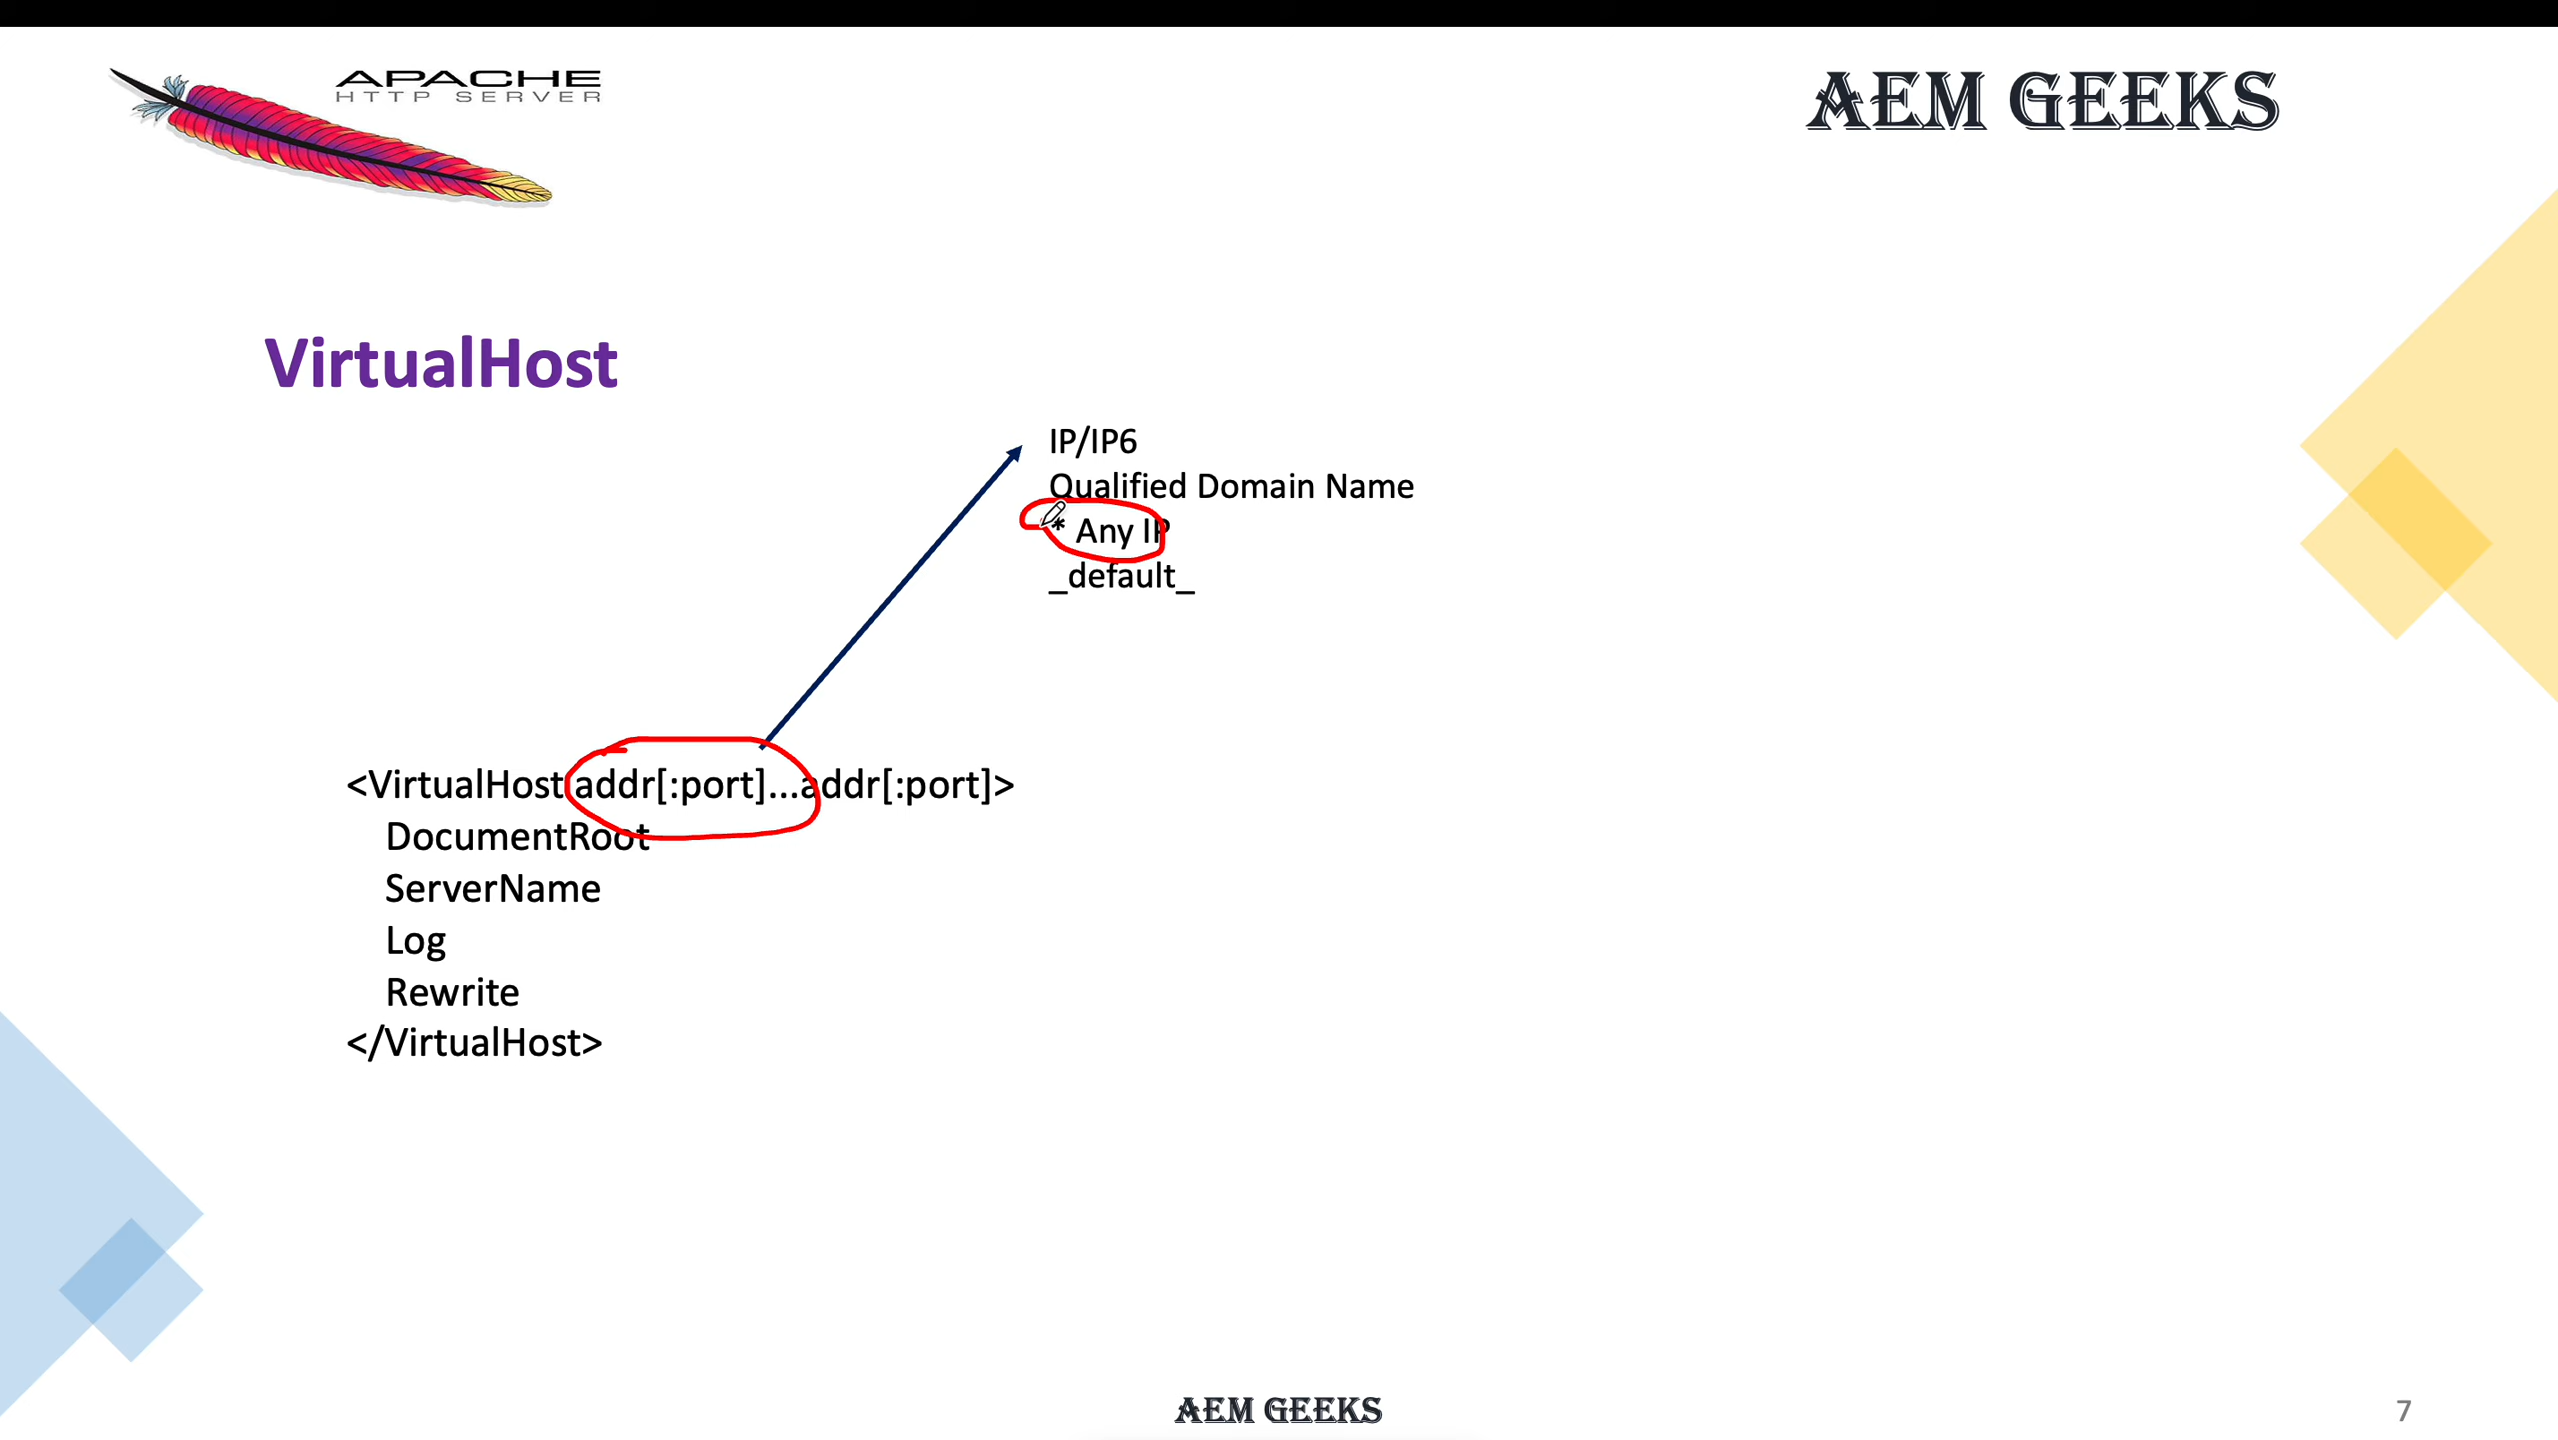 APACHE
HTTP SERVER
AEM GEEKS
VirtualHost
IP/IP6
Qualified Domain Name
* Any IP
_default_
<VirtualHost addr[:port]...addr[:port]>
DocumentRoot
ServerName
Log
Rewrite
</VirtualHost>
AEM GEEKS
7